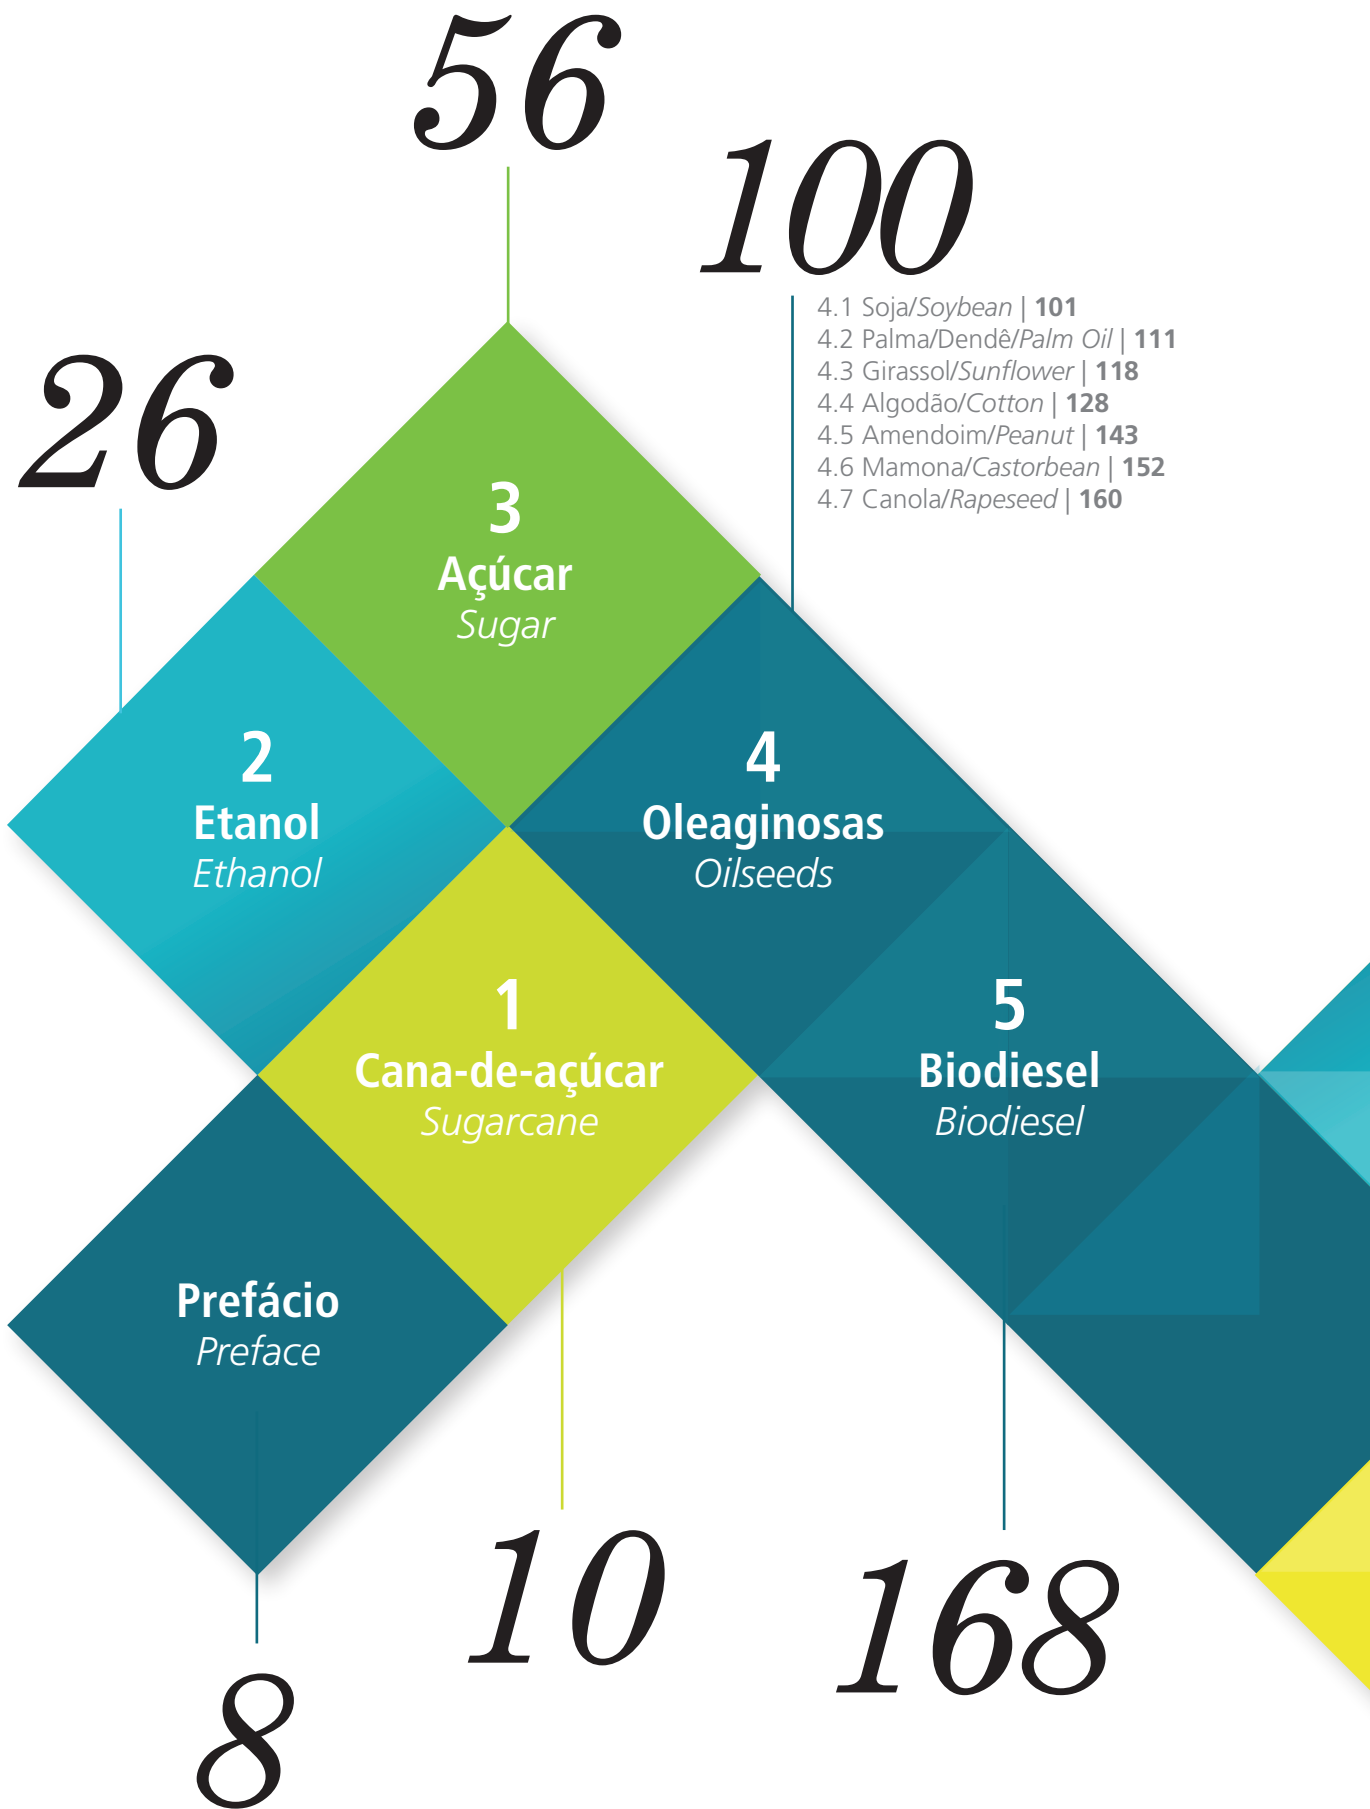 56
100
4.1 Soja/Soybean | 101
4.2 Palma/Dendê/Palm Oil | 111
4.3 Girassol/Sunflower | 118
4.4 Algodão/Cotton | 128
4.5 Amendoim/Peanut | 143
4.6 Mamona/Castorbean | 152
4.7 Canola/Rapeseed | 160
26
3
Açúcar
Sugar
2
Etanol
Ethanol
4
Oleaginosas
Oilseeds
1
Cana-de-açúcar
Sugarcane
5
Biodiesel
Biodiesel
Prefácio
Preface
10
168
8